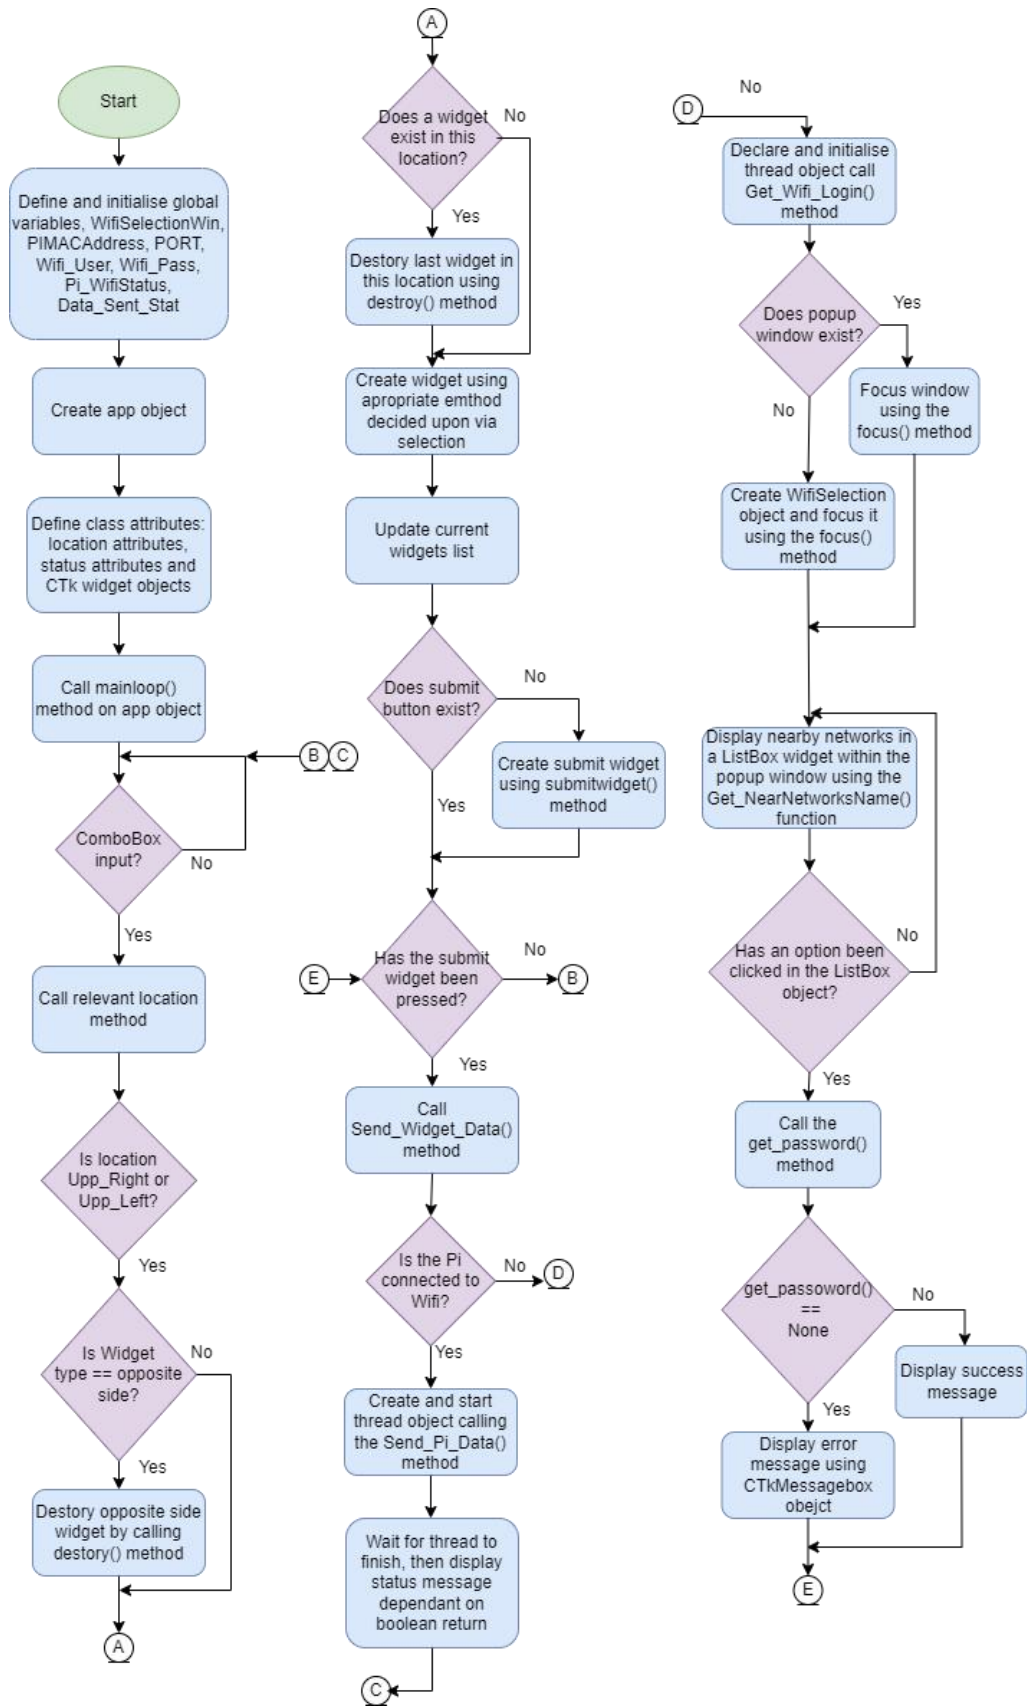 Start
Define and initialise global
variables, WifiSelectionWin,
PIMACAddress, PORT,
Wifi_User, Wifi_Pass,
Pi_WifiStatus,
Data_Sent_Stat
Create app object
Define class attributes:
location attributes,
status attributes and
CTk widget objects
Call mainloop()
method on app object
B
C
ComboBox
input?
No
Yes
Call relevant location
method
Is location
Upp_Right or
Upp_Left?
Yes
Is Widget
type == opposite
side?
No
Yes
Destory opposite side
widget by calling
destory() method
A
A
Does a widget
exist in this
location?
No
Yes
Destory last widget in
this location using
destroy() method
Create widget using
apropriate emthod
decided upon via
selection
Update current
widgets list
Does submit
button exist?
No
Create submit widget
using submitwidget()
method
Yes
E
Has the submit
widget been
pressed?
No
B
Yes
Call
Send_Widget_Data()
method
Is the Pi
connected to
Wifi?
No
D
Yes
Create and start
thread object calling
the Send_Pi_Data()
method
Wait for thread to
finish, then display
status message
dependant on
boolean return
C
D
No
Declare and initialise
thread object call
Get_Wifi_Login()
method
Does popup
window exist?
Yes
Focus window
using the
focus() method
No
Create WifiSelection
object and focus it
using the focus()
method
Display nearby networks in
a ListBox widget within the
popup window using the
Get_NearNetworksName()
function
Has an option been
clicked in the ListBox
object?
No
Yes
Call the
get_password()
method
get_passoword()
==
None
No
Display success
message
Yes
Display error
message using
CTkMessagebox
obejct
E